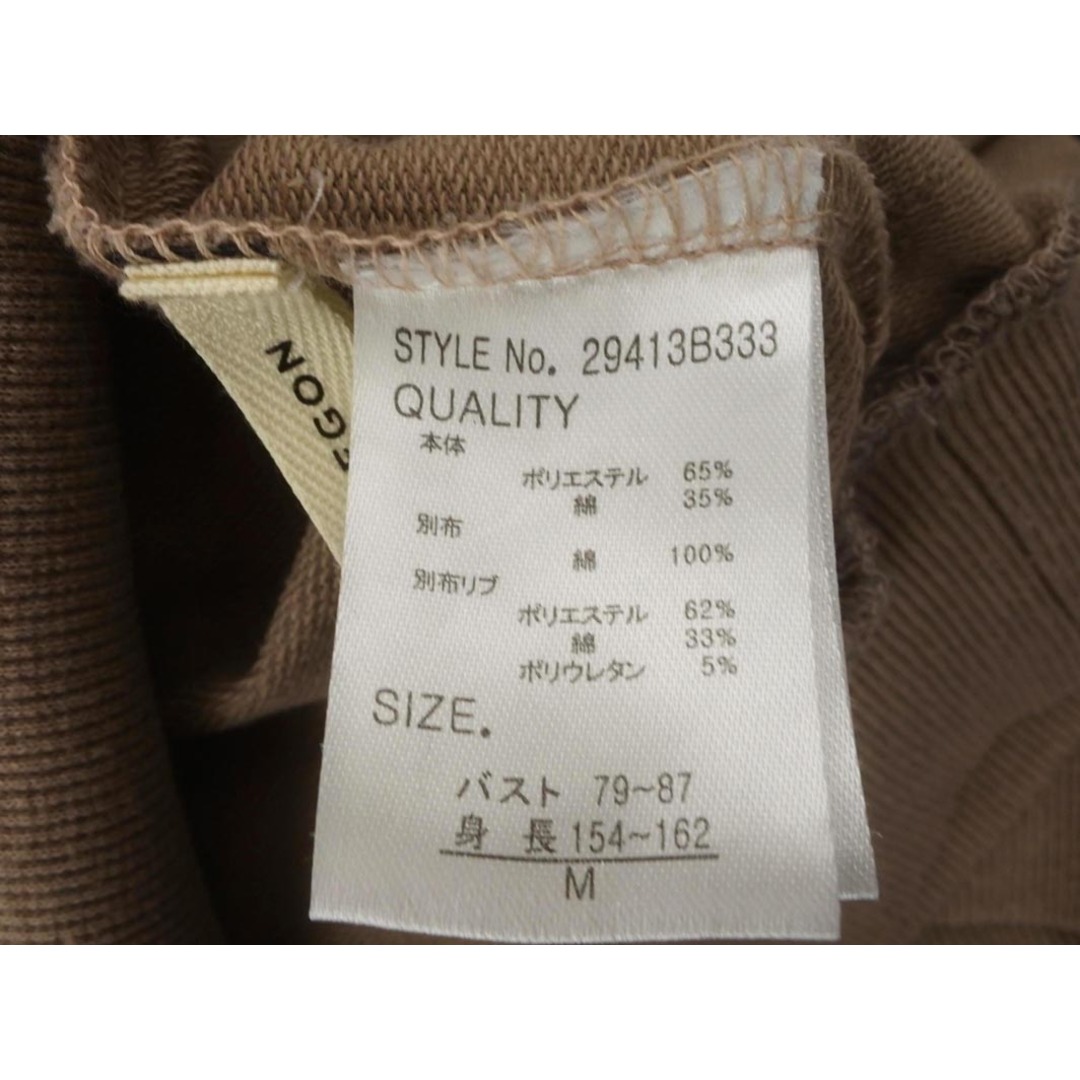 STYLE No. 29413B333
QUALITY
本体
ポリエステル 65%
綿 35%
別布
綿 100%
別布リブ
ポリエステル 62%
綿 33%
ポリウレタン 5%
SIZE.
バスト 79~87
身長 154~162
M
GGON